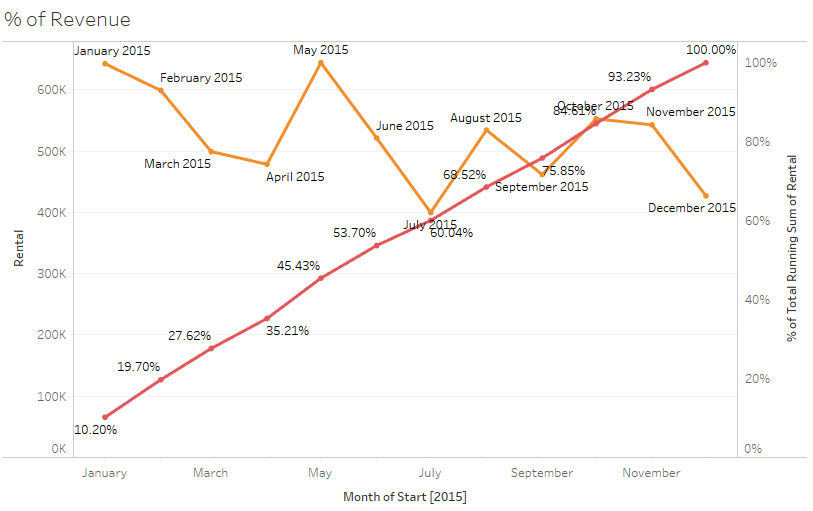 % of Revenue
January 2015
May 2015
100.00%
100%
February 2015
93.23%
600K
October 2015
84.61%
November 2015
August 2015
June 2015
80%
500K
March 2015
April 2015
68.52%
75.85%
September 2015
400K
December 2015
July 2015
60.04%
60%
53.70%
Rental
% of Total Running Sum of Rental
300K
45.43%
40%
200K
27.62%
35.21%
19.70%
20%
100K
10.20%
0K
0%
January
March
May
July
September
November
Month of Start [2015]